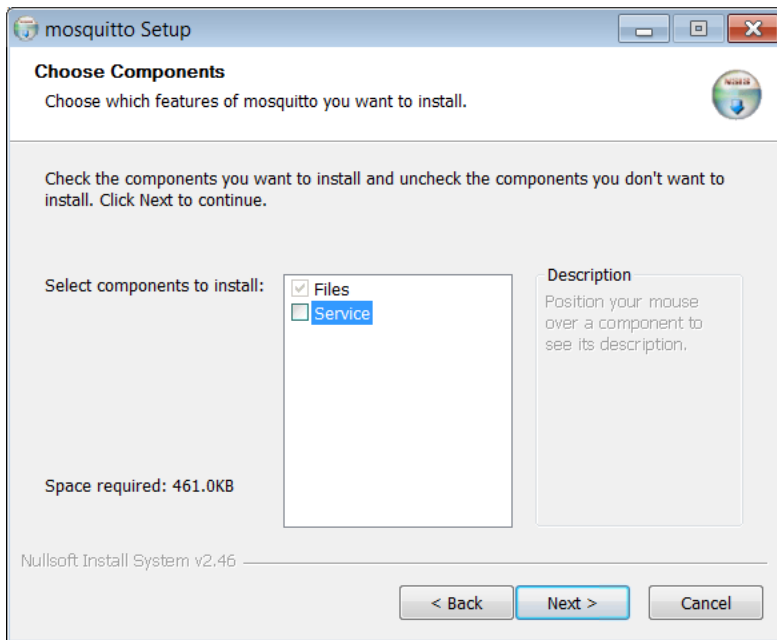 mosquitto Setup
Choose Components
Choose which features of mosquitto you want to install.
Check the components you want to install and uncheck the components you don't want to
install. Click Next to continue.
Select components to install:
Files
Service
Description
Position your mouse
over a component to
see its description.
Space required: 461.0KB
Nullsoft Install System v2.46
< Back
Next >
Cancel